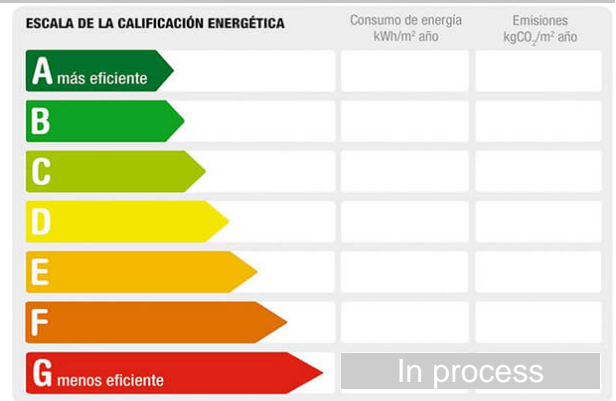 ESCALA DE LA CALIFICACIÓN ENERGÉTICA
Consumo de energía
kWh/m² año
Emisiones
kgCO₂/m² año
A más eficiente
B
C
D
E
F
G menos eficiente
In process